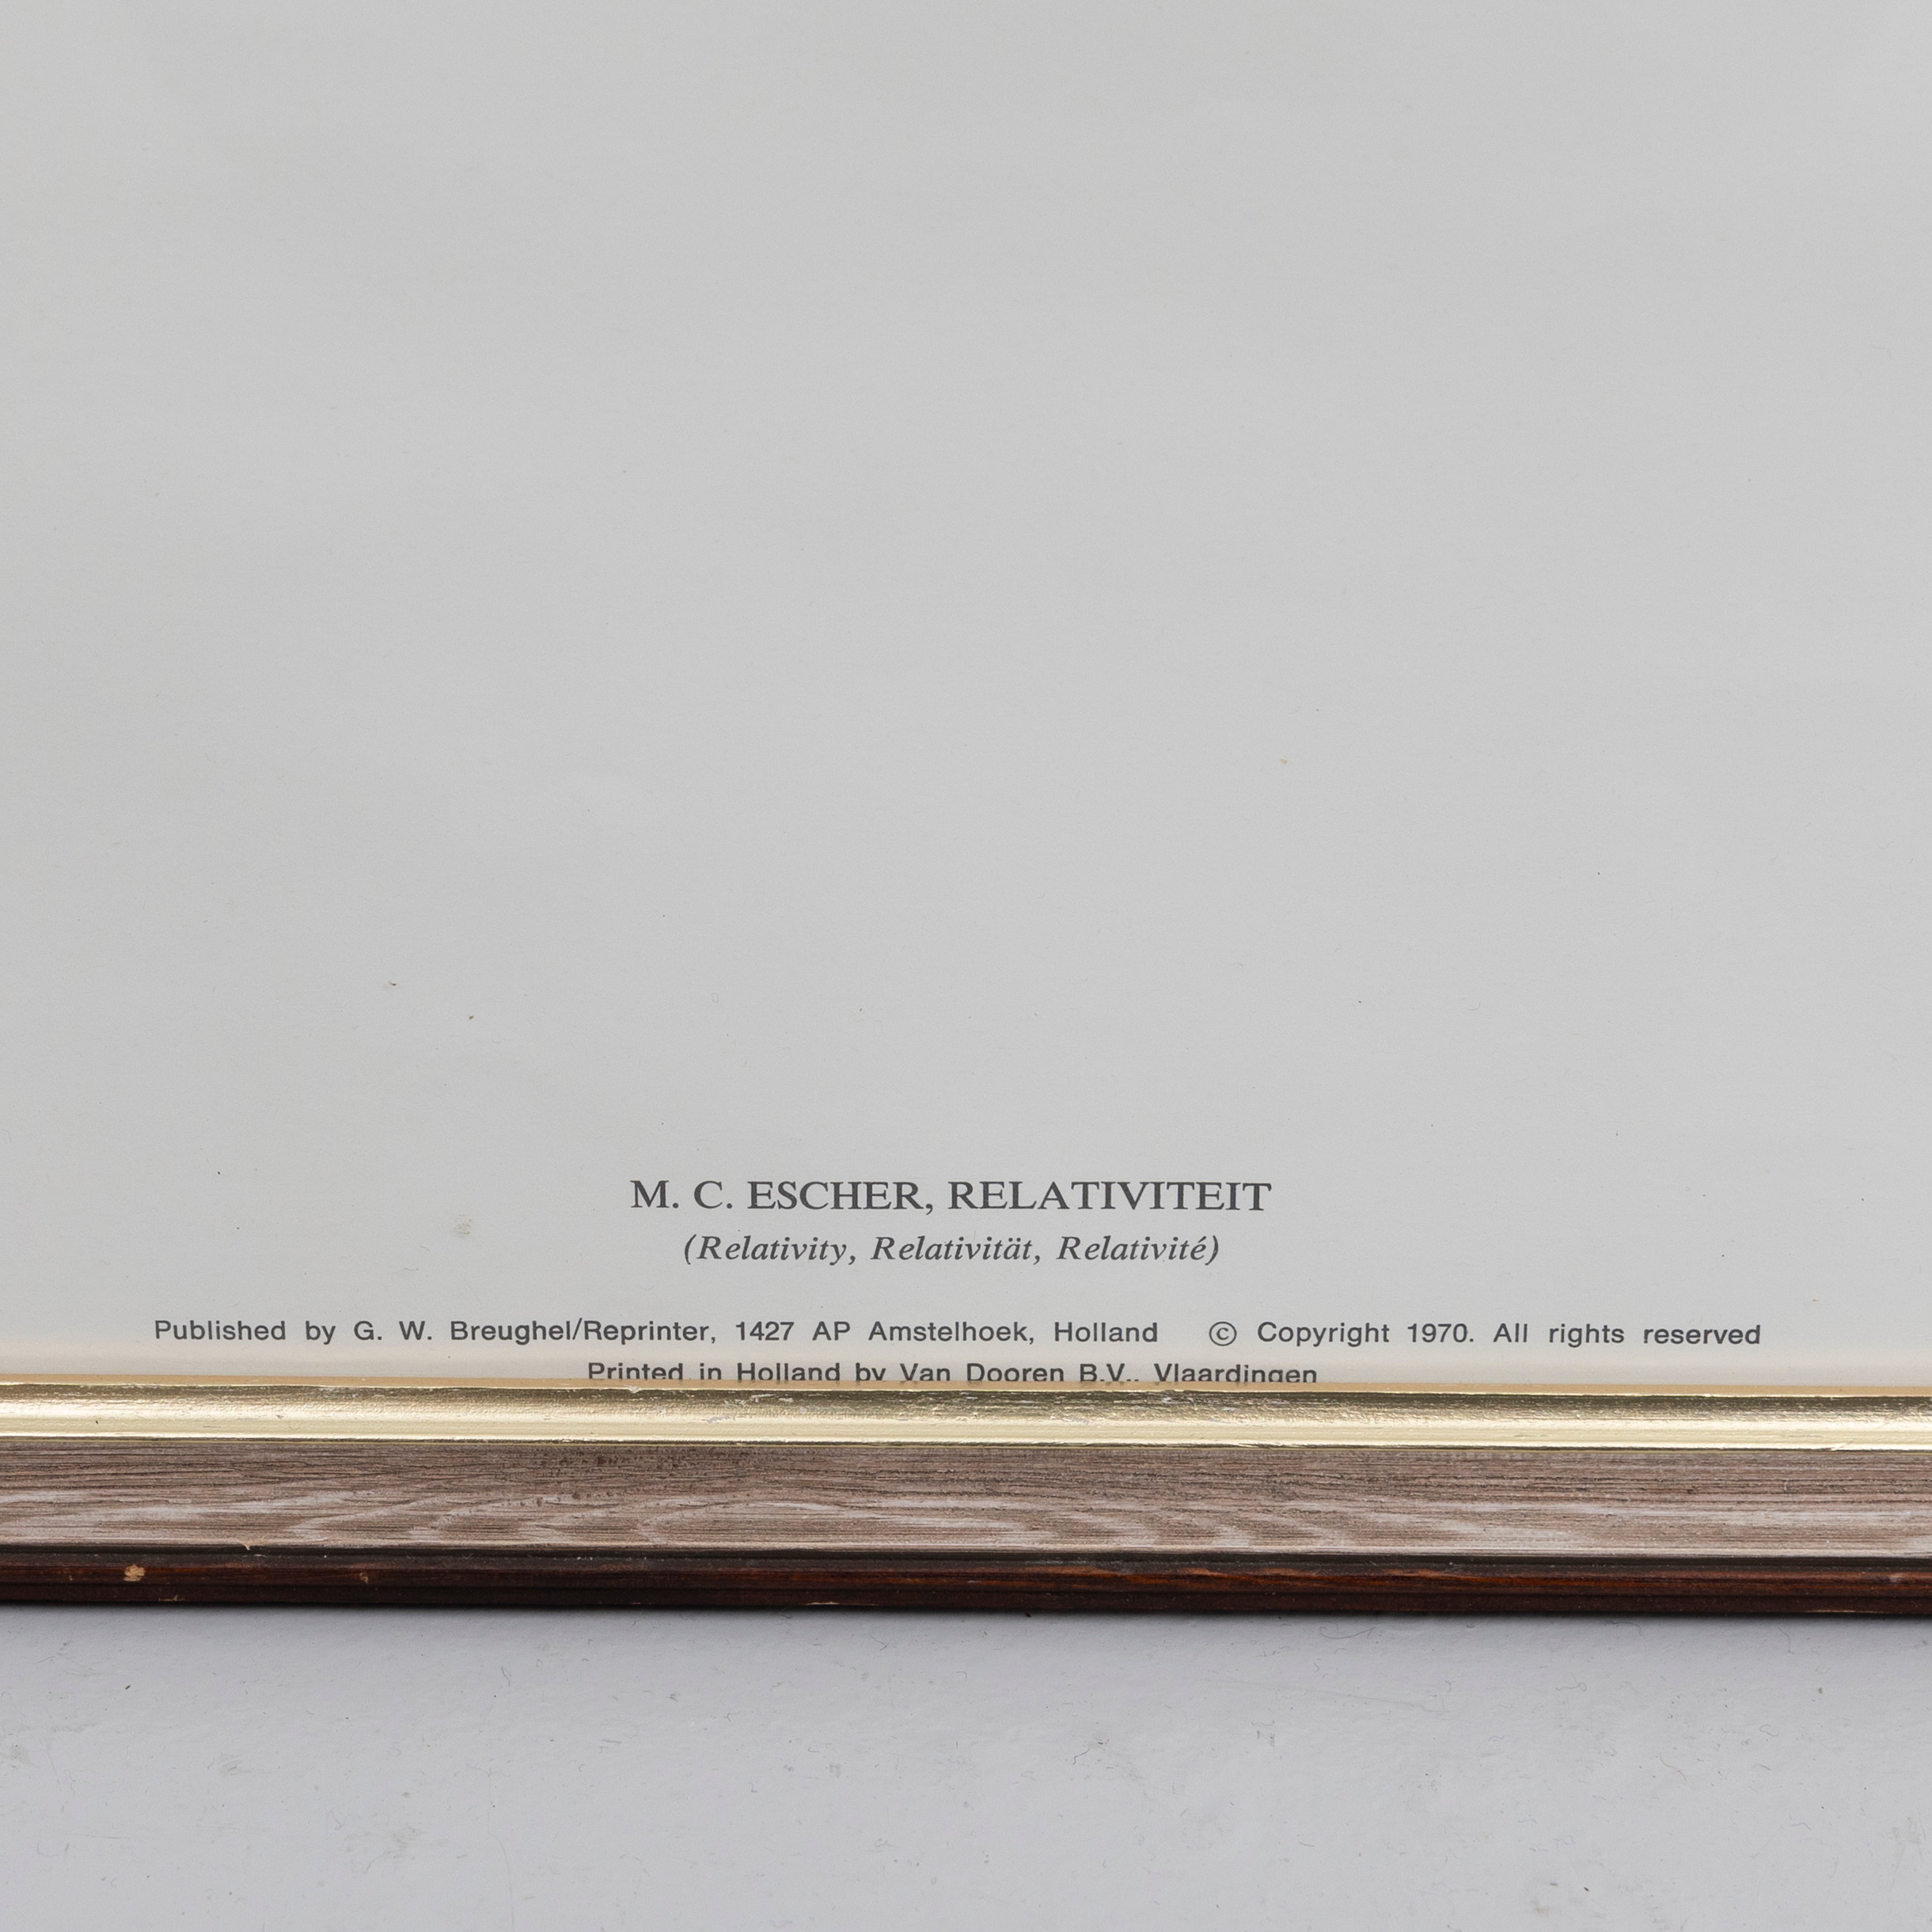 M. C. ESCHER, RELATIVITEIT
(Relativity, Relativität, Relativité)
Published by G. W. Breughel/Reprinter, 1427 AP Amstelhoek, Holland © Copyright 1970. All rights reserved
Printed in Holland by Van Dooren B.V., Vlaardingen